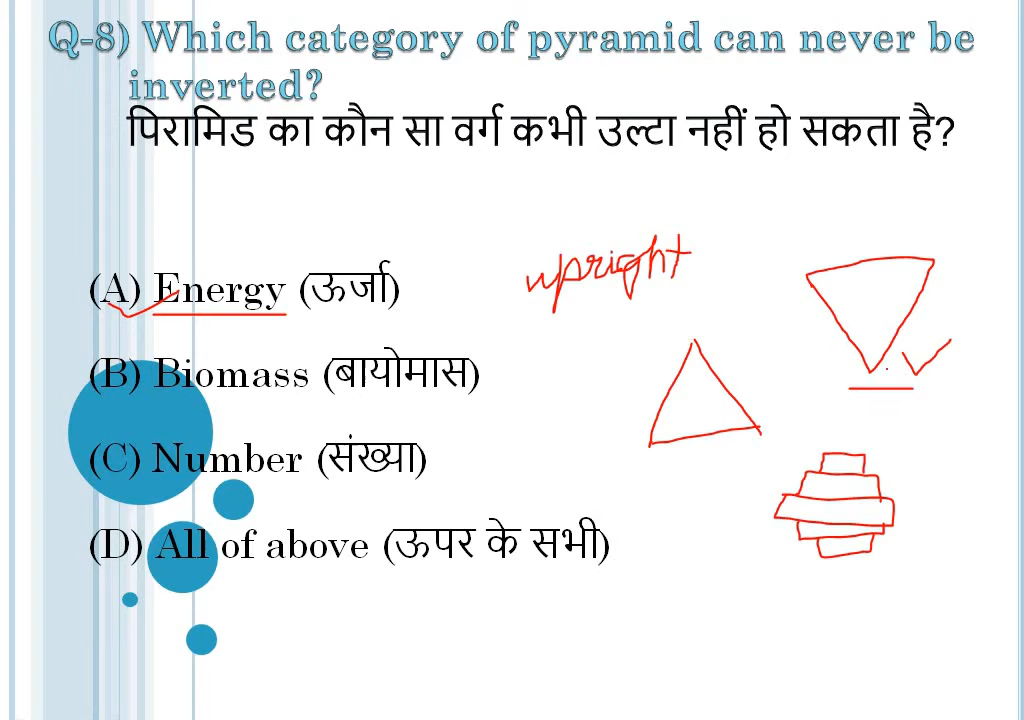 Q-8) Which category of pyramid can never be
inverted?
पिरामिड का कौन सा वर्ग कभी उल्टा नहीं हो सकता है?
upright
(A) Energy (ऊर्जा)
(B) Biomass (बायोमास)
(C) Number (संख्या)
(D) All of above (ऊपर के सभी)